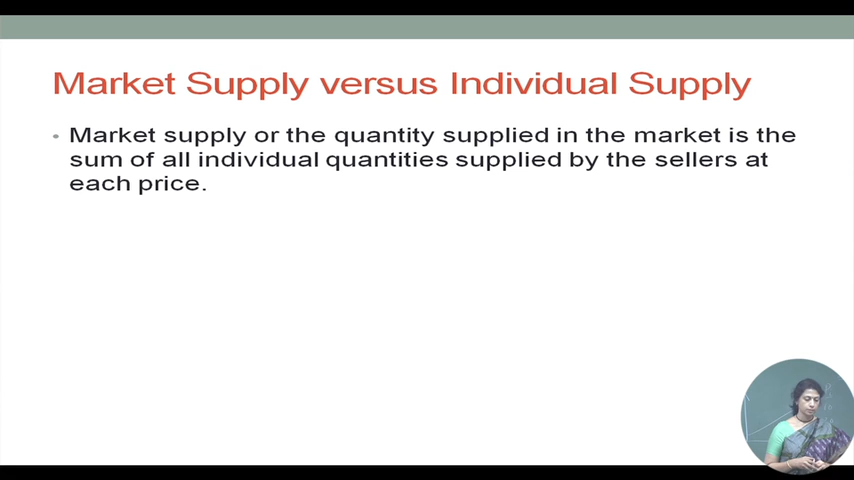 Market Supply versus Individual Supply
Market supply or the quantity supplied in the market is the
sum of all individual quantities supplied by the sellers at
each price.